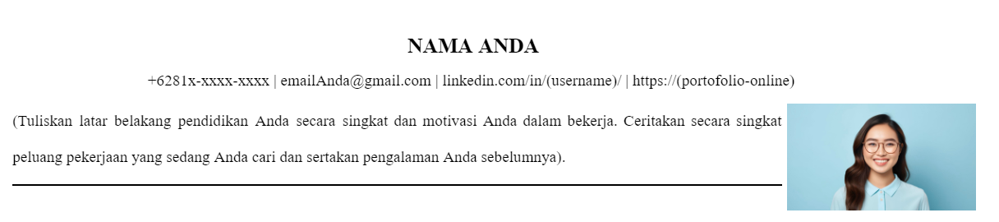 NAMA ANDA
+6281x-xxxx-xxxx | emailAnda@gmail.com | linkedin.com/in/(username)/ | https://(portofolio-online)
(Tuliskan latar belakang pendidikan Anda secara singkat dan motivasi Anda dalam bekerja. Ceritakan secara singkat
peluang pekerjaan yang sedang Anda cari dan sertakan pengalaman Anda sebelumnya).